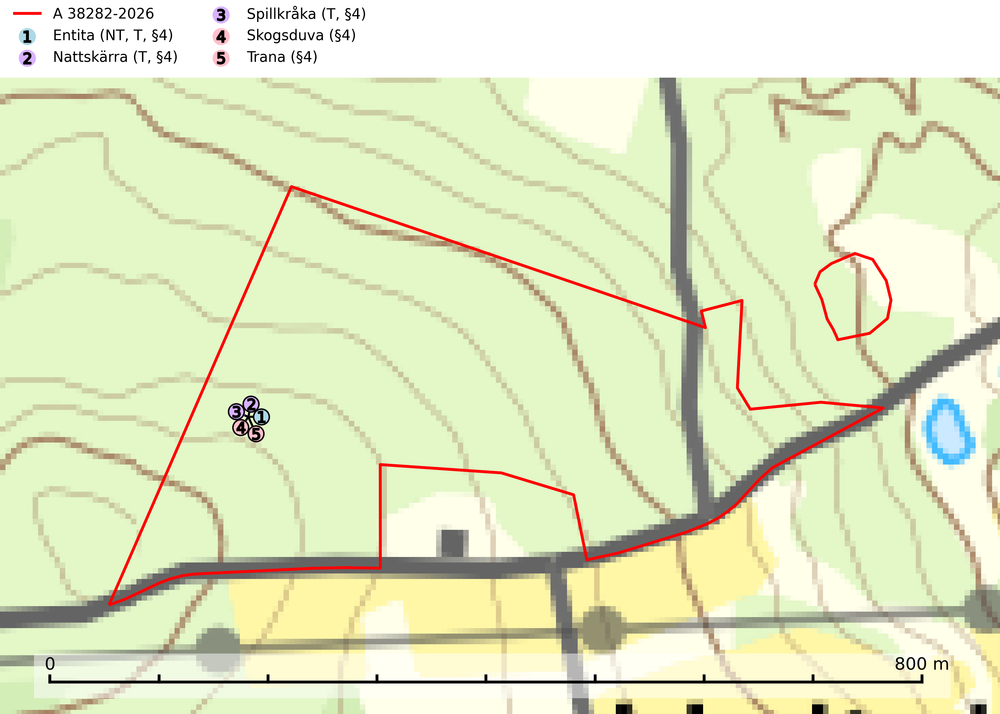 A 38282-2026
1 Entita (NT, T, §4)
2 Nattskärra (T, §4)
3 Spillkråka (T, §4)
4 Skogsduva (§4)
5 Trana (§4)
2
3
1
4
5
0 800 m